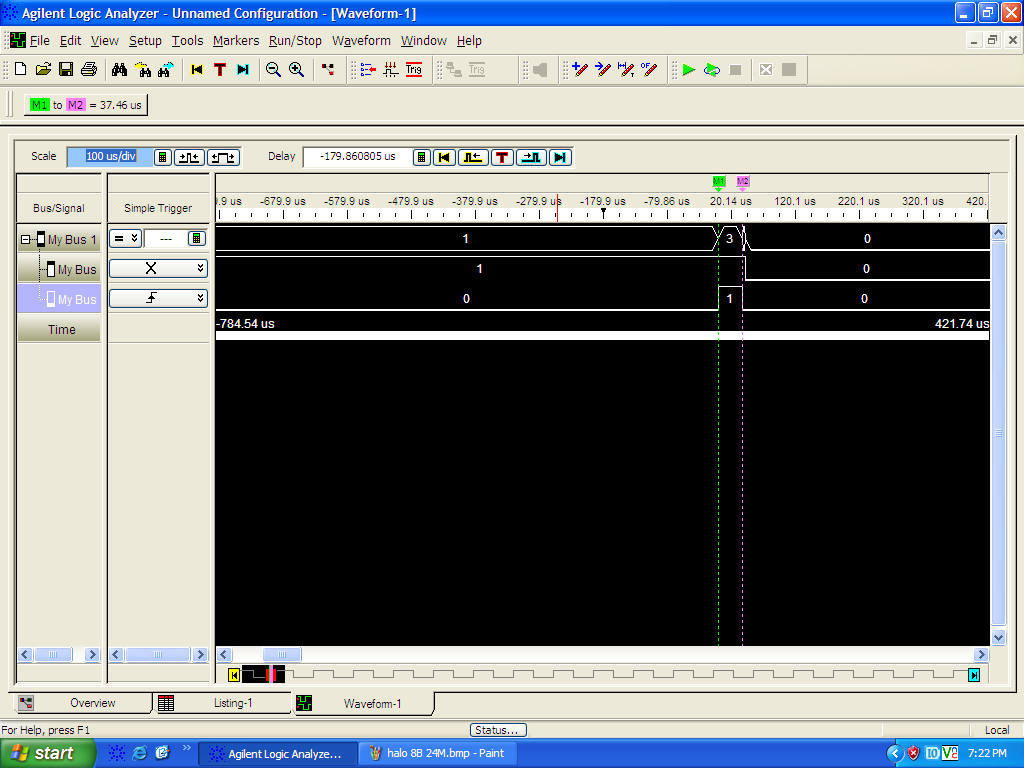 Agilent Logic Analyzer - Unnamed Configuration - [Waveform-1]
File Edit View Setup Tools Markers Run/Stop Waveform Window Help
Trig Trig
M1 to M2 = 37.46 us
Scale 100 us/div Delay -179.860805 us
M1 M2
Bus/Signal Simple Trigger
0.9 us -679.9 us -579.9 us -479.9 us -379.9 us -279.9 us -179.9 us -79.86 us 20.14 us 120.1 us 220.1 us 320.1 us 420.
My Bus 1 = --- 1 3 0
My Bus X 1 0
My Bus 0 1 0
Time -784.54 us 421.74 us
Overview Listing-1 Waveform-1
For Help, press F1 Status... Local
start Agilent Logic Analyze... halo 8B 24M.bmp - Paint 7:22 PM